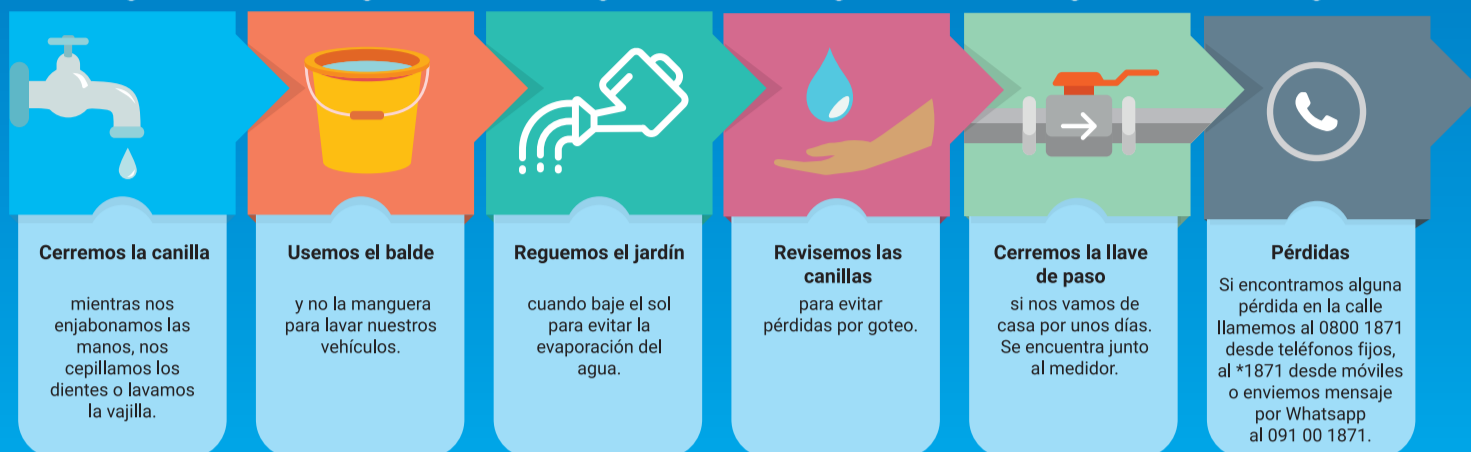 Cerremos la canilla
mientras nos
enjabonamos las
manos, nos
cepillamos los
dientes o lavamos
la vajilla.
Usemos el balde
y no la manguera
para lavar nuestros
vehículos.
Reguemos el jardín
cuando baje el sol
para evitar la
evaporación del
agua.
Revisemos las
canillas
para evitar
pérdidas por goteo.
Cerremos la llave
de paso
si nos vamos de
casa por unos días.
Se encuentra junto
al medidor.
Pérdidas
Si encontramos alguna
pérdida en la calle
llamemos al 0800 1871
desde teléfonos fijos,
al *1871 desde móviles
o enviemos mensaje
por Whatsapp
al 091 00 1871.